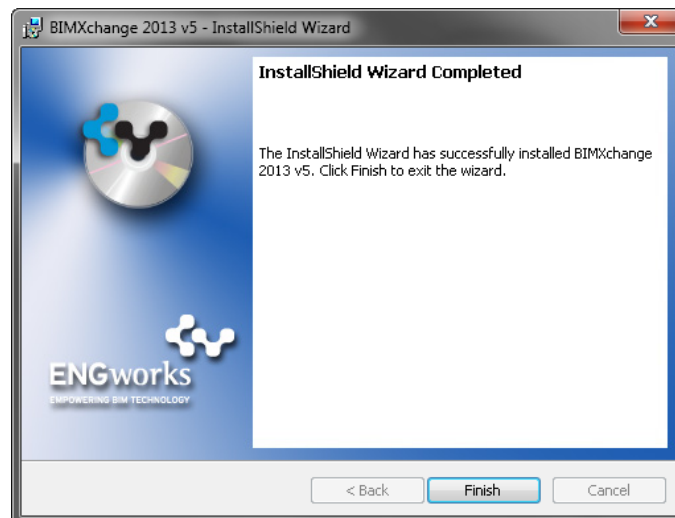 BIMXchange 2013 v5 - InstallShield Wizard
InstallShield Wizard Completed
The InstallShield Wizard has successfully installed BIMXchange
2013 v5. Click Finish to exit the wizard.
ENGworks
EMPOWERING BIM TECHNOLOGY
< Back Finish Cancel